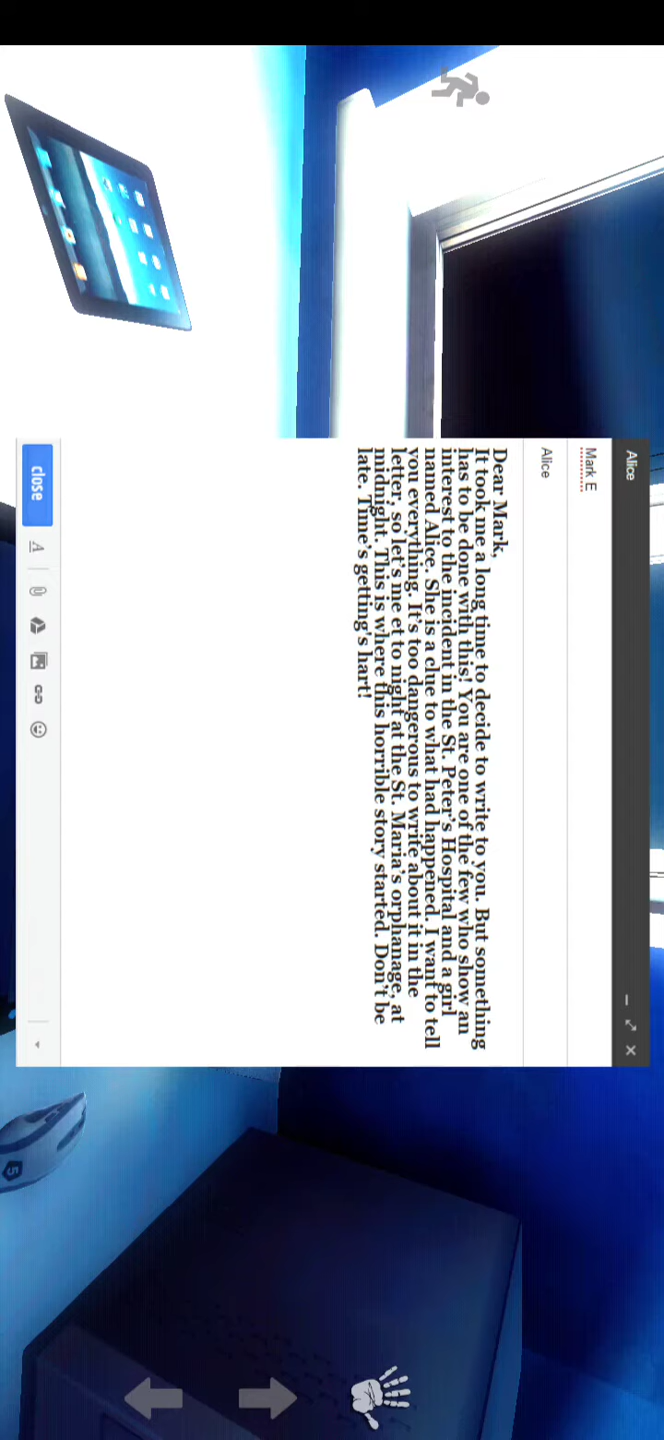 Alice
Mark E
Alice
Dear Mark,
It took me a long time to decide to write to you. But something
has to be done with this! You are one of the few who show an
interest to the incident in the St. Peter's Hospital and a girl
named Alice. She is a clue to what had happened. I want to tell
you everything. It's too dangerous to write about it in the
letter, so let's me et to night at the St. Maria's orphanage, at
midnight. This is where this horrible story started. Don't be
late. Time's getting's hart!
close
A
5